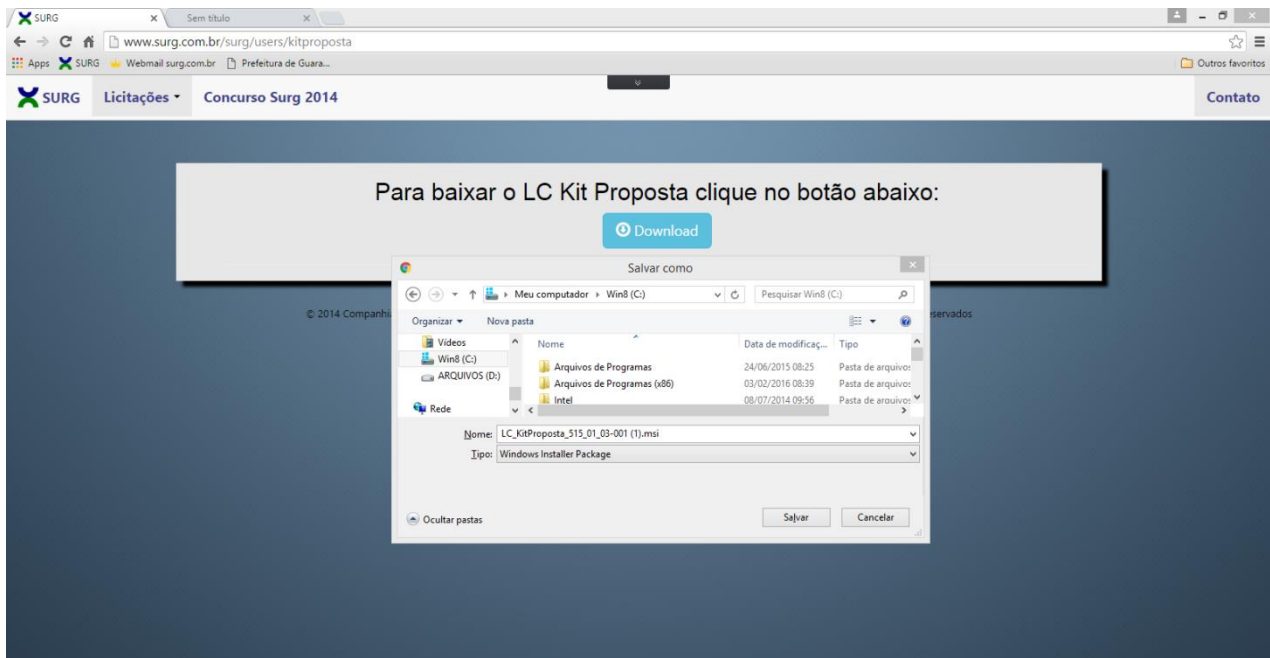 SURG
Sem título
www.surg.com.br/surg/users/kitproposta
Apps SURG Webmail surg.com.br Prefeitura de Guara... Outros favoritos
SURG Licitações Concurso Surg 2014 Contato
Para baixar o LC Kit Proposta clique no botão abaixo:
Download
Salvar como
Meu computador Win8 (C:) Pesquisar Win8 (C:)
Organizar Nova pasta
Vídeos
Win8 (C:)
ARQUIVOS (D:)
Rede
Nome Data de modificaç... Tipo
Arquivos de Programas 24/06/2015 08:25 Pasta de arquivos
Arquivos de Programas (x86) 03/02/2016 08:39 Pasta de arquivos
Intel 08/07/2014 09:56 Pasta de arquivos
Nome: LC_KitProposta_515_01_03-001 (1).msi
Tipo: Windows Installer Package
Ocultar pastas Salvar Cancelar
© 2014 Companhi
servados